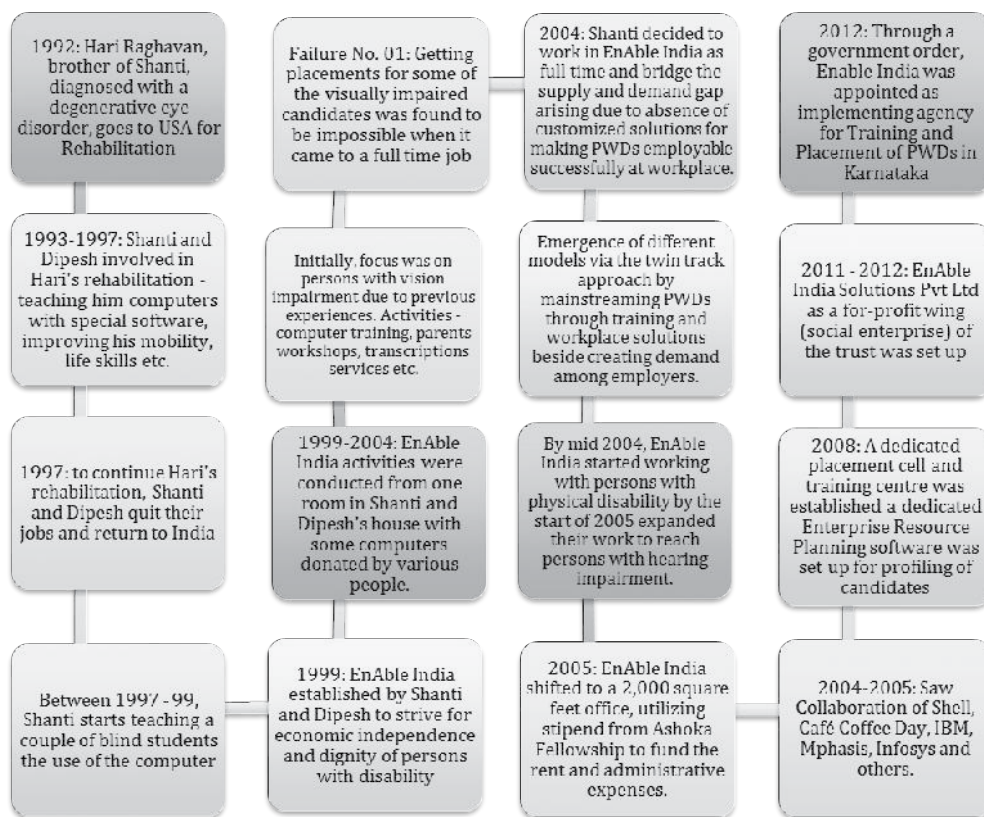 1992: Hari Raghavan,
brother of Shanti,
diagnosed with a
degenerative eye
disorder, goes to USA for
Rehabilitation
1993-1997: Shanti and
Dipesh involved in
Hari's rehabilitation -
teaching him computers
with special software,
improving his mobility,
life skills etc.
1997: to continue Hari's
rehabilitation, Shanti
and Dipesh quit their
jobs and return to India
Between 1997 - 99,
Shanti starts teaching a
couple of blind students
the use of the computer
1999: EnAble India
established by Shanti
and Dipesh to strive for
economic independence
and dignity of persons
with disability
1999-2004: EnAble
India activities were
conducted from one
room in Shanti and
Dipesh's house with
some computers
donated by various
people.
Initially, focus was on
persons with vision
impairment due to previous
experiences. Activities -
computer training, parents
workshops, transcriptions
services etc.
Failure No. 01: Getting
placements for some of
the visually impaired
candidates was found to
be impossible when it
came to a full time job
2004: Shanti decided to
work in EnAble India as
full time and bridge the
supply and demand gap
arising due to absence of
customized solutions for
making PWDs employable
successfully at workplace.
Emergence of different
models via the twin track
approach by
mainstreaming PWDs
through training and
workplace solutions
beside creating demand
among employers.
By mid 2004, EnAble
India started working
with persons with
physical disability by the
start of 2005 expanded
their work to reach
persons with hearing
impairment.
2005: EnAble India
shifted to a 2,000 square
feet office, utilizing
stipend from Ashoka
Fellowship to fund the
rent and administrative
expenses.
2004-2005: Saw
Collaboration of Shell,
Café Coffee Day, IBM,
Mphasis, Infosys and
others.
2008: A dedicated
placement cell and
training centre was
established a dedicated
Enterprise Resource
Planning software was
set up for profiling of
candidates
2011 - 2012: EnAble
India Solutions Pvt Ltd
as a for-profit wing
(social enterprise) of
the trust was set up
2012: Through a
government order,
Enable India was
appointed as
implementing agency
for Training and
Placement of PWDs in
Karnataka